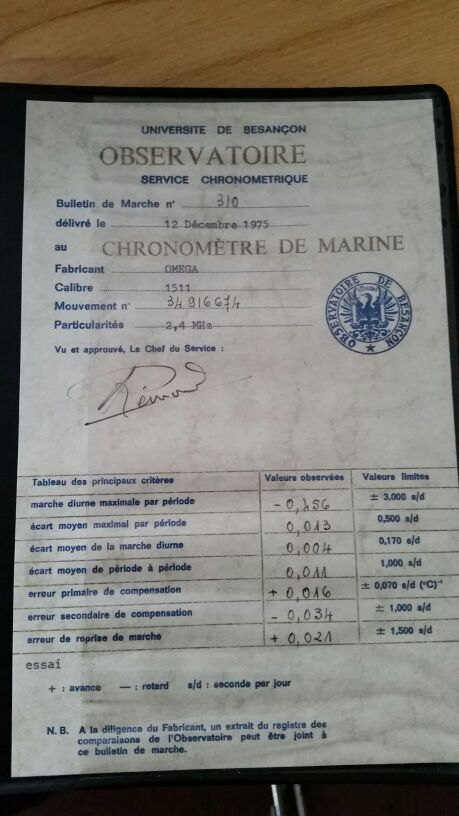 UNIVERSITE DE BESANÇON
OBSERVATOIRE
SERVICE CHRONOMETRIQUE
Bulletin de Marche n° 310
délivré le 12 Décembre 1975
au CHRONOMÈTRE DE MARINE
Fabricant OMEGA
Calibre 1511
Mouvement n° 34916674
Particularités 2,4 MHz
OBSERVATOIRE DE BESANÇON
Vu et approuvé, Le Chef du Service :
Tableau des principaux critères Valeurs observées Valeurs limites
marche diurne maximale par période - 0,256 ± 3,000 s/d
écart moyen maximal par période 0,013 0,500 s/d
écart moyen de la marche diurne 0,004 0,170 s/d
écart moyen de période à période 0,011 1,000 s/d
erreur primaire de compensation + 0,016 ± 0,070 s/d (°C)⁻¹
erreur secondaire de compensation - 0,034 ± 1,000 s/d
erreur de reprise de marche + 0,021 ± 1,500 s/d
essai
+ : avance — : retard s/d : seconde par jour
N. B. A la diligence du Fabricant, un extrait du registre des
comparaisons de l'Observatoire peut être joint à
ce bulletin de marche.